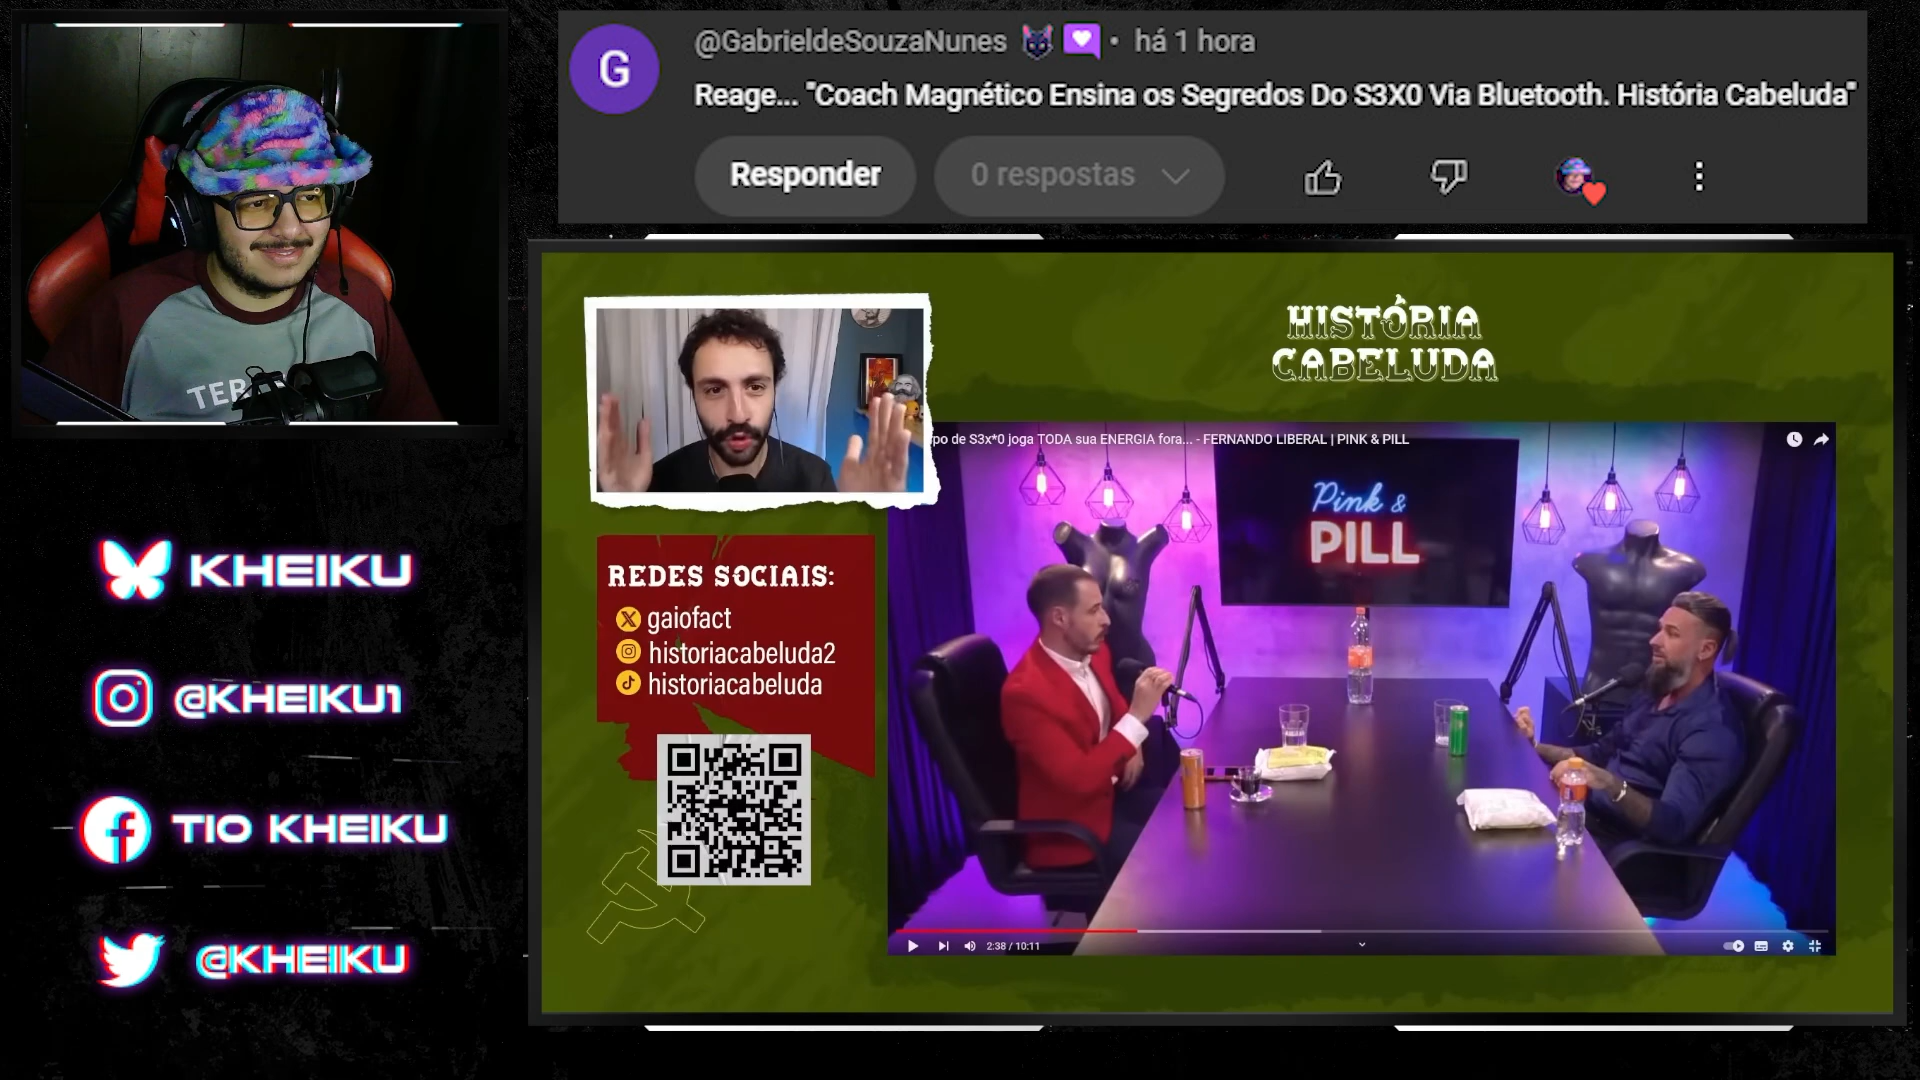 @GabrieldeSouzaNunes • há 1 hora
G
Reage... "Coach Magnético Ensina os Segredos Do S3X0 Via Bluetooth. História Cabeluda"
Responder
0 respostas
TER
HISTÓRIA
CABELUDA
po de S3x*0 joga TODA sua ENERGIA fora... - FERNANDO LIBERAL | PINK & PILL
Pink &
PILL
REDES SOCIAIS:
gaiofact
historiacabeluda2
historiacabeluda
KHEIKU
@KHEIKU1
TIO KHEIKU
@KHEIKU
2:38 / 10:11